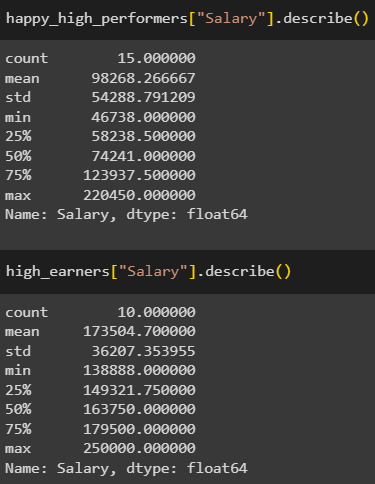 happy_high_performers["Salary"].describe()
count 15.000000
mean 98268.266667
std 54288.791209
min 46738.000000
25% 58238.500000
50% 74241.000000
75% 123937.500000
max 220450.000000
Name: Salary, dtype: float64
high_earners["Salary"].describe()
count 10.000000
mean 173504.700000
std 36207.353955
min 138888.000000
25% 149321.750000
50% 163750.000000
75% 179500.000000
max 250000.000000
Name: Salary, dtype: float64